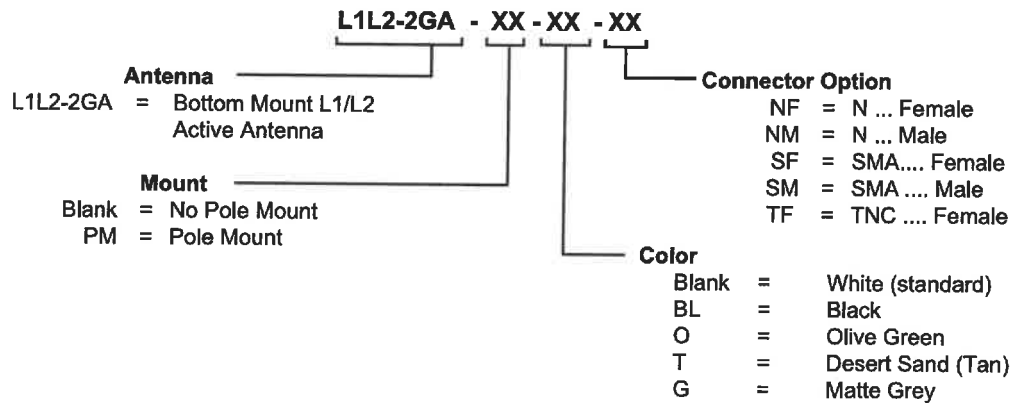 L1L2-2GA - XX - XX - XX
Antenna
L1L2-2GA = Bottom Mount L1/L2
Active Antenna
Mount
Blank = No Pole Mount
PM = Pole Mount
Connector Option
NF = N ... Female
NM = N ... Male
SF = SMA.... Female
SM = SMA .... Male
TF = TNC .... Female
Color
Blank = White (standard)
BL = Black
O = Olive Green
T = Desert Sand (Tan)
G = Matte Grey